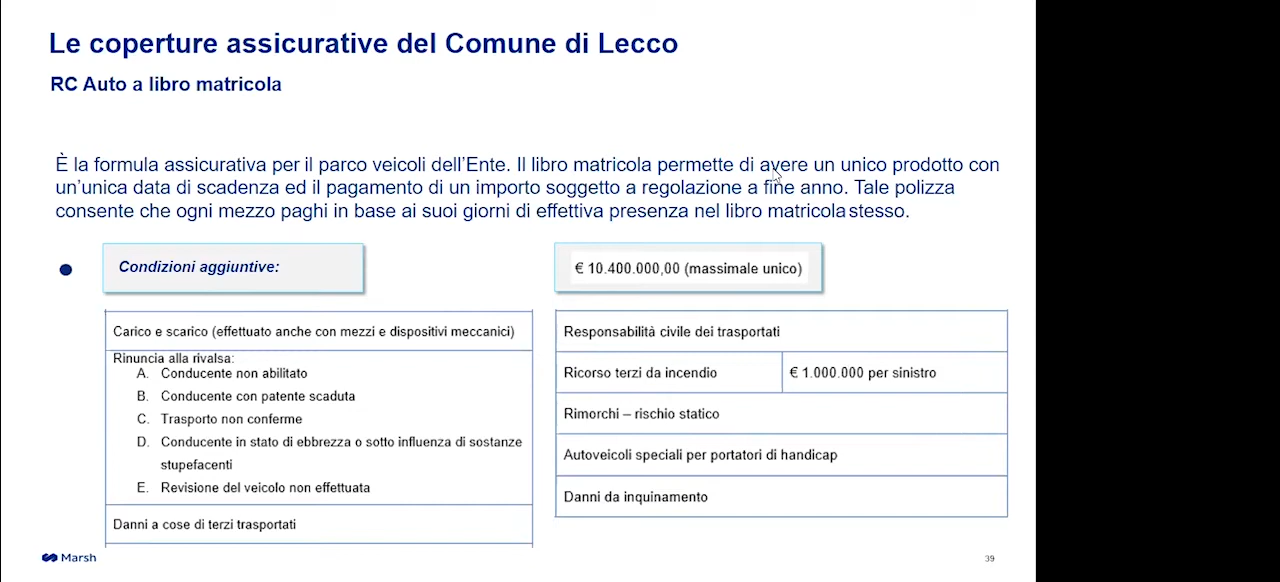 Le coperture assicurative del Comune di Lecco
RC Auto a libro matricola
È la formula assicurativa per il parco veicoli dell'Ente. Il libro matricola permette di avere un unico prodotto con
un'unica data di scadenza ed il pagamento di un importo soggetto a regolazione a fine anno. Tale polizza
consente che ogni mezzo paghi in base ai suoi giorni di effettiva presenza nel libro matricola stesso.
● Condizioni aggiuntive:
€ 10.400.000,00 (massimale unico)
Carico e scarico (effettuato anche con mezzi e dispositivi meccanici)
Rinuncia alla rivalsa:
A. Conducente non abilitato
B. Conducente con patente scaduta
C. Trasporto non conferme
D. Conducente in stato di ebbrezza o sotto influenza di sostanze
stupefacenti
E. Revisione del veicolo non effettuata
Danni a cose di terzi trasportati
Responsabilità civile dei trasportati
Ricorso terzi da incendio € 1.000.000 per sinistro
Rimorchi – rischio statico
Autoveicoli speciali per portatori di handicap
Danni da inquinamento
Marsh
39